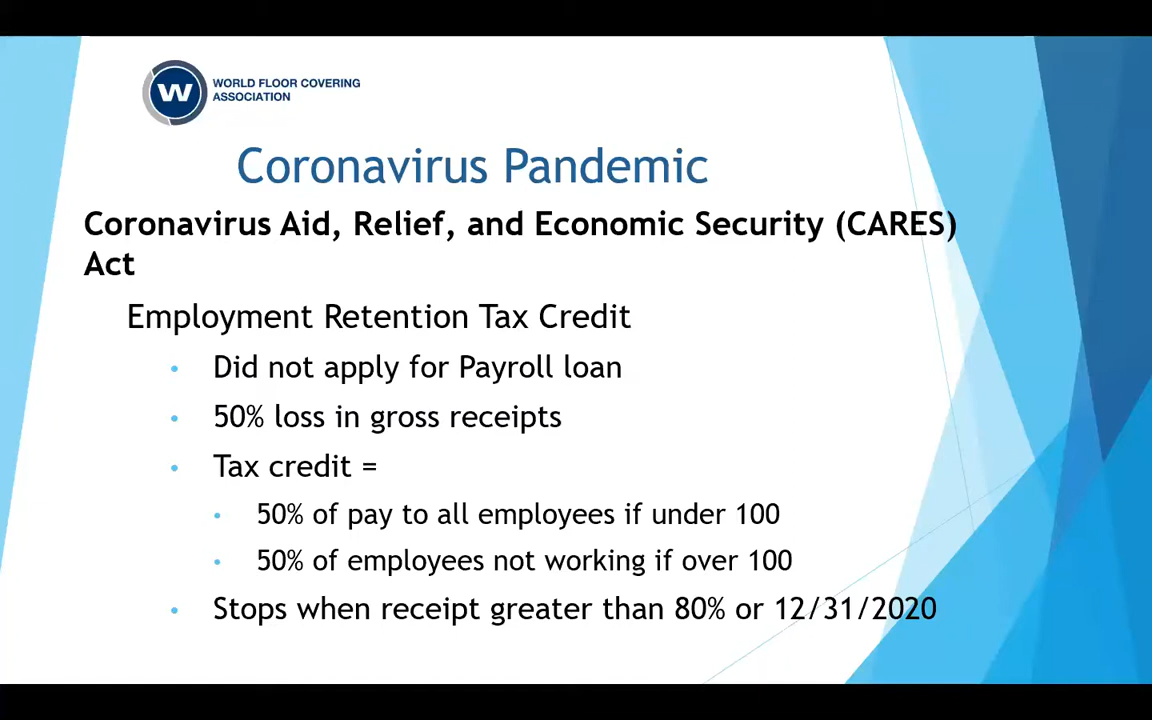 W
WORLD FLOOR COVERING
ASSOCIATION
Coronavirus Pandemic
Coronavirus Aid, Relief, and Economic Security (CARES)
Act
Employment Retention Tax Credit
• Did not apply for Payroll loan
• 50% loss in gross receipts
• Tax credit =
• 50% of pay to all employees if under 100
• 50% of employees not working if over 100
• Stops when receipt greater than 80% or 12/31/2020